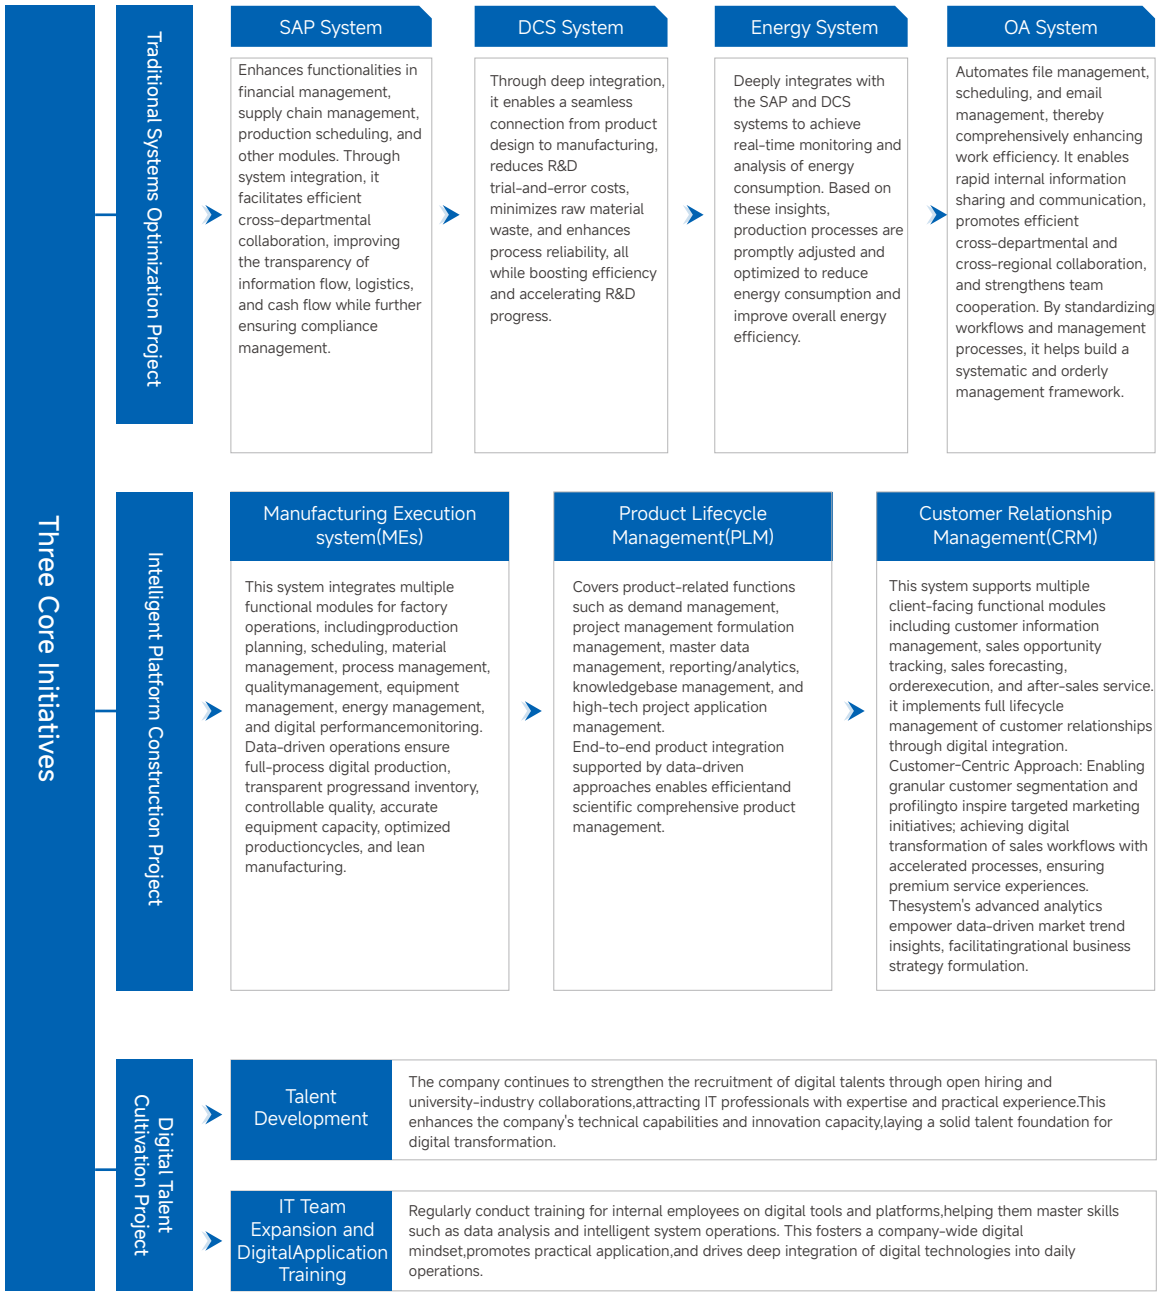 Three Core Initiatives
Traditional Systems Optimization Project
SAP System
Enhances functionalities in
financial management,
supply chain management,
production scheduling, and
other modules. Through
system integration, it
facilitates efficient
cross-departmental
collaboration, improving
the transparency of
information flow, logistics,
and cash flow while further
ensuring compliance
management.
DCS System
Through deep integration,
it enables a seamless
connection from product
design to manufacturing,
reduces R&D
trial-and-error costs,
minimizes raw material
waste, and enhances
process reliability, all
while boosting efficiency
and accelerating R&D
progress.
Energy System
Deeply integrates with
the SAP and DCS
systems to achieve
real-time monitoring and
analysis of energy
consumption. Based on
these insights,
production processes are
promptly adjusted and
optimized to reduce
energy consumption and
improve overall energy
efficiency.
OA System
Automates file management,
scheduling, and email
management, thereby
comprehensively enhancing
work efficiency. It enables
rapid internal information
sharing and communication,
promotes efficient
cross-departmental and
cross-regional collaboration,
and strengthens team
cooperation. By standardizing
workflows and management
processes, it helps build a
systematic and orderly
management framework.
Intelligent Platform Construction Project
Manufacturing Execution
system(MEs)
This system integrates multiple
functional modules for factory
operations, includingproduction
planning, scheduling, material
management, process management,
qualitymanagement, equipment
management, energy management,
and digital performancemonitoring.
Data-driven operations ensure
full-process digital production,
transparent progressand inventory,
controllable quality, accurate
equipment capacity, optimized
productioncycles, and lean
manufacturing.
Product Lifecycle
Management(PLM)
Covers product-related functions
such as demand management,
project management formulation
management, master data
management, reporting/analytics,
knowledgebase management, and
high-tech project application
management.
End-to-end product integration
supported by data-driven
approaches enables efficientand
scientific comprehensive product
management.
Customer Relationship
Management(CRM)
This system supports multiple
client-facing functional modules
including customer information
management, sales opportunity
tracking, sales forecasting,
orderexecution, and after-sales service.
it implements full lifecycle
management of customer relationships
through digital integration.
Customer-Centric Approach: Enabling
granular customer segmentation and
profilingto inspire targeted marketing
initiatives; achieving digital
transformation of sales workflows with
accelerated processes, ensuring
premium service experiences.
Thesystem's advanced analytics
empower data-driven market trend
insights, facilitatingrational business
strategy formulation.
Digital Talent
Cultivation Project
Talent
Development
The company continues to strengthen the recruitment of digital talents through open hiring and
university-industry collaborations,attracting IT professionals with expertise and practical experience.This
enhances the company's technical capabilities and innovation capacity,laying a solid talent foundation for
digital transformation.
IT Team
Expansion and
DigitalApplication
Training
Regularly conduct training for internal employees on digital tools and platforms,helping them master skills
such as data analysis and intelligent system operations. This fosters a company-wide digital
mindset,promotes practical application,and drives deep integration of digital technologies into daily
operations.